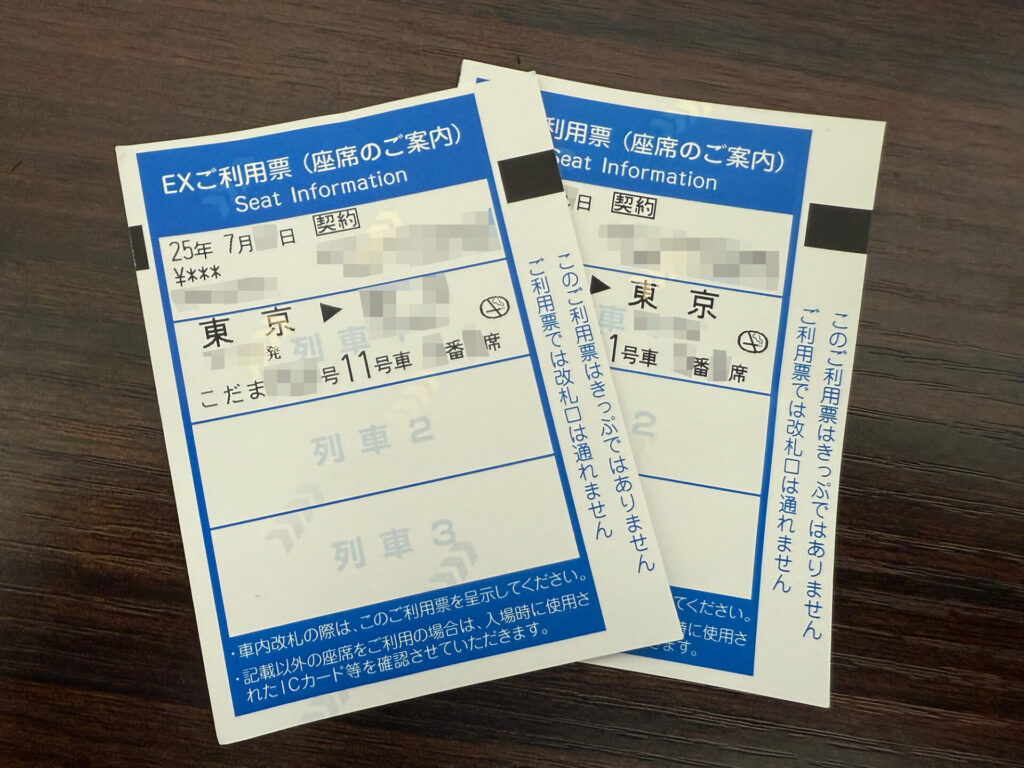 EXご利用票（座席のご案内）
Seat Information
25年 7月 日 契約
¥***
東京 ▶
発
こだま 号11号車 番 席
列車1
列車2
列車3
・車内改札の際は、このご利用票を呈示してください。
・記載以外の座席をご利用の場合は、入場時に使用さ
れたICカード等を確認させていただきます。
このご利用票はきっぷではありません
ご利用票では改札口は通れません
利用票（座席のご案内）
Seat Information
日 契約
▶ 東京
1号車 番 席
列車
2
てください。
時に使用さ
きます。
このご利用票はきっぷではありません
ご利用票では改札口は通れません